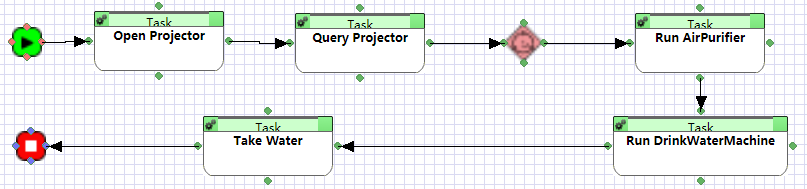 Task
Open Projector
Task
Query Projector
Task
Run AirPurifier
Task
Run DrinkWaterMachine
Task
Take Water